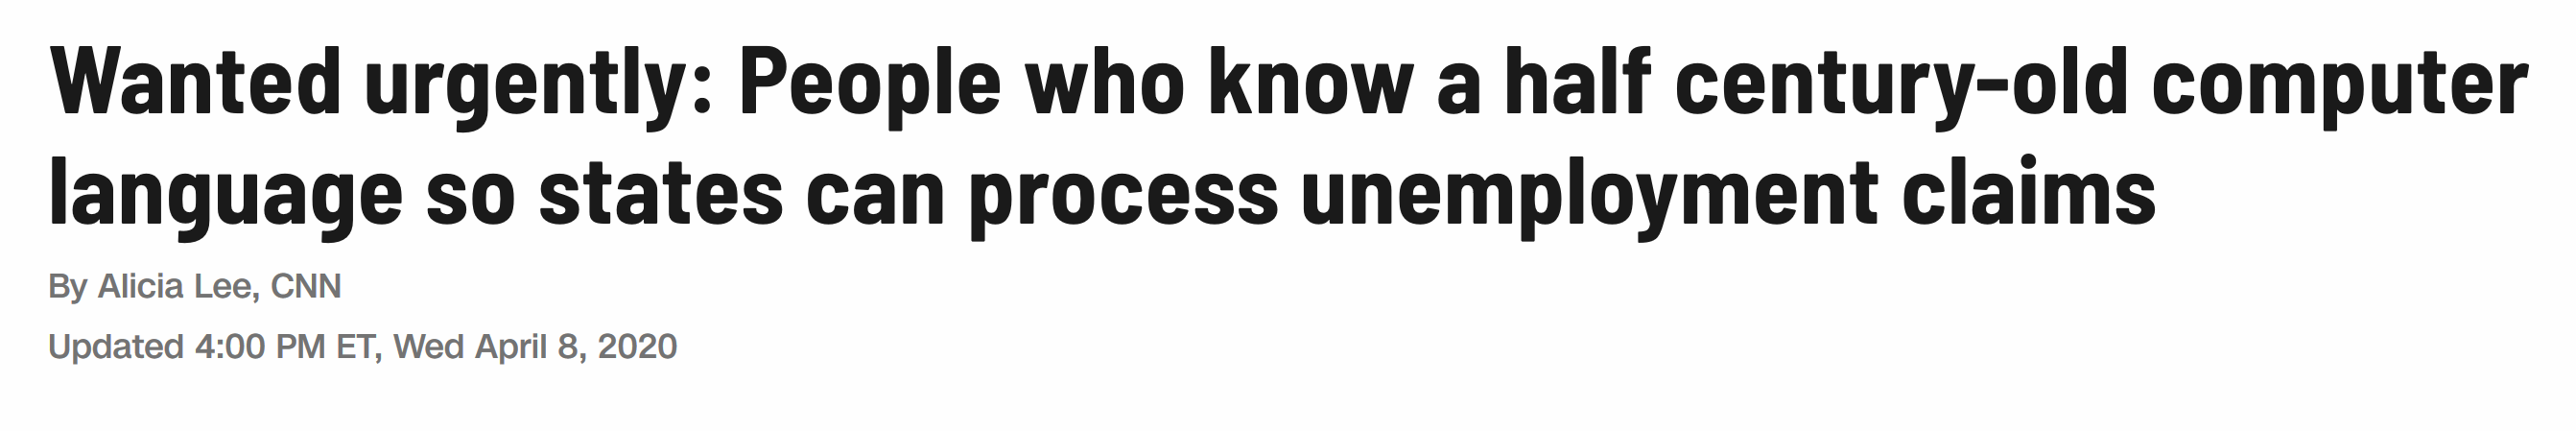 Wanted urgently: People who know a half century-old computer
language so states can process unemployment claims
By Alicia Lee, CNN
Updated 4:00 PM ET, Wed April 8, 2020